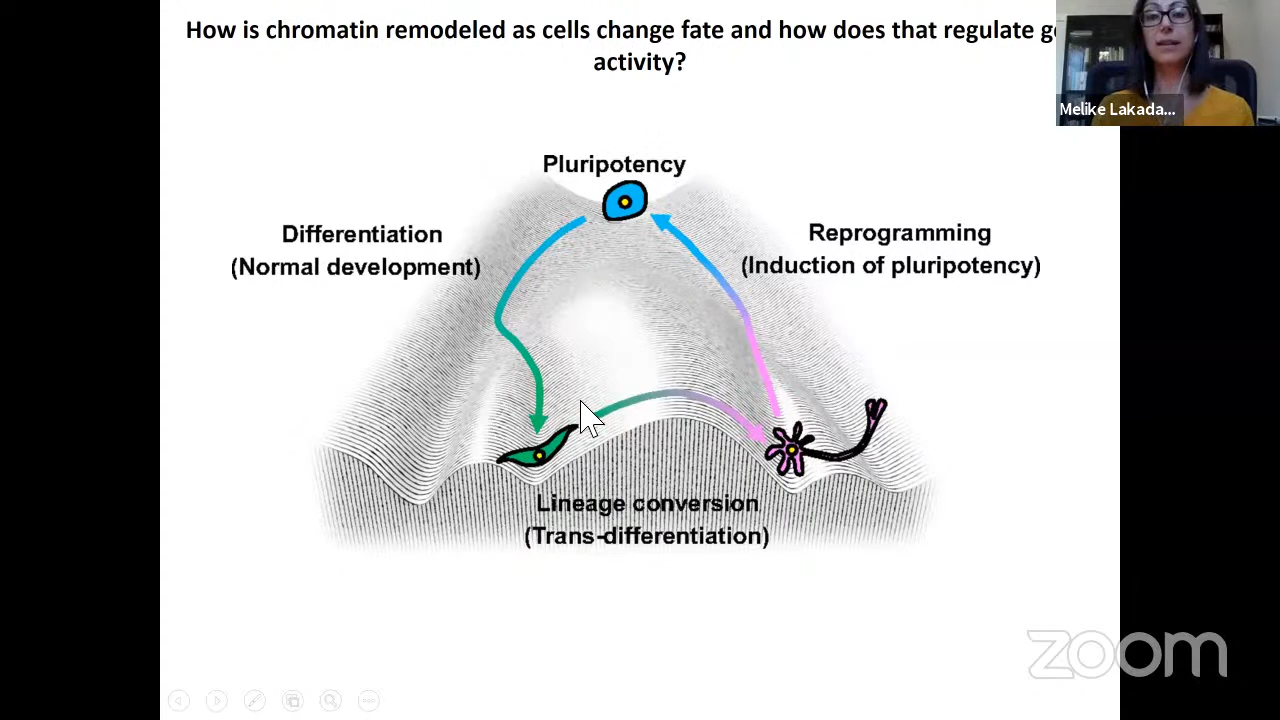 How is chromatin remodeled as cells change fate and how does that regulate
activity?
Melike Lakada...
Pluripotency
Differentiation
(Normal development)
Reprogramming
(Induction of pluripotency)
Lineage conversion
(Trans-differentiation)
zoom